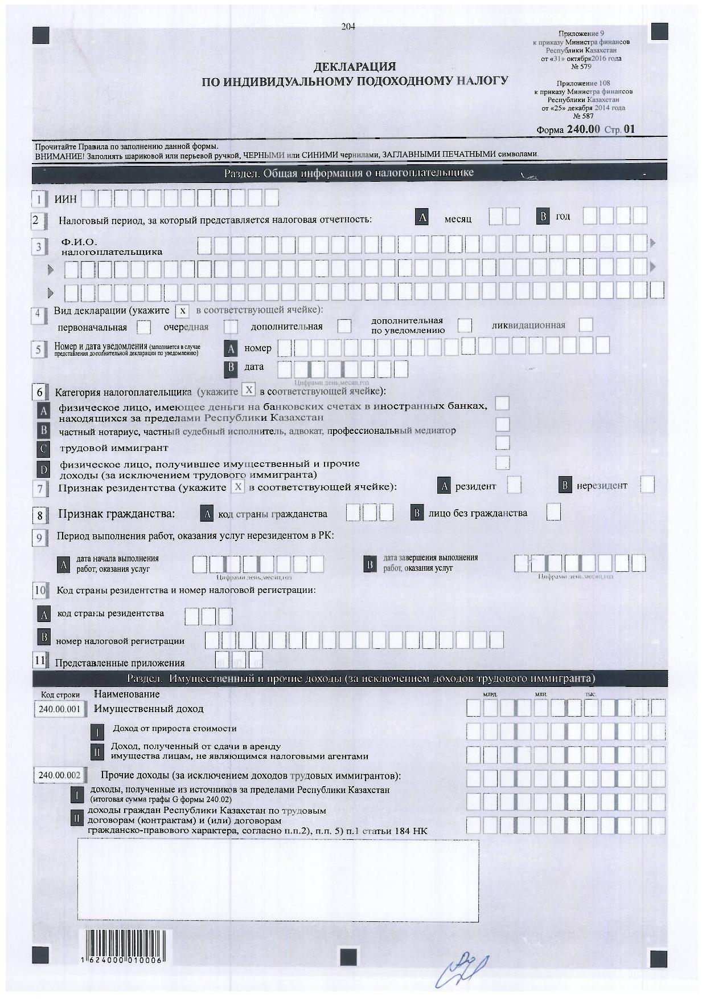 204
Приложение 9
к приказу Министра финансов
Республики Казахстан
от «31» октября2016 года
№ 579
ДЕКЛАРАЦИЯ
ПО ИНДИВИДУАЛЬНОМУ ПОДОХОДНОМУ НАЛОГУ
Приложение 108
к приказу Министра финансов
Республики Казахстан
от «25» декабря 2014 года
№ 587
Форма 240.00 Стр. 01
Прочитайте Правила по заполнению данной формы.
ВНИМАНИЕ! Заполнять шариковой или перьевой ручкой, ЧЕРНЫМИ или СИНИМИ чернилами, ЗАГЛАВНЫМИ ПЕЧАТНЫМИ символами.
Раздел. Общая информация о налогоплательщике
1 ИИН
2 Налоговый период, за который представляется налоговая отчетность: A месяц B год
3 Ф.И.О.
налогоплательщика
4 Вид декларации (укажите x в соответствующей ячейке):
первоначальная очередная дополнительная дополнительная по уведомлению ликвидационная
5 Номер и дата уведомления (заполняется в случае представления дополнительной декларации по уведомлению) A номер
B дата
Цифрами день,месяц,год
6 Категория налогоплательщика (укажите X в соответствующей ячейке):
A физическое лицо, имеющее деньги на банковских счетах в иностранных банках,
находящихся за пределами Республики Казахстан
B частный нотариус, частный судебный исполнитель, адвокат, профессиональный медиатор
C трудовой иммигрант
D физическое лицо, получившее имущественный и прочие
доходы (за исключением трудового иммигранта)
7 Признак резидентства (укажите X в соответствующей ячейке): A резидент B нерезидент
8 Признак гражданства: A код страны гражданства B лицо без гражданства
9 Период выполнения работ, оказания услуг нерезидентом в РК:
A дата начала выполнения работ, оказания услуг B дата завершения выполнения работ, оказания услуг
Цифрами день,месяц,год Цифрами день,месяц,год
10 Код страны резидентства и номер налоговой регистрации:
A код страны резидентства
B номер налоговой регистрации
11 Представленные приложения 01 02 03
Раздел. Имущественный и прочие доходы (за исключением доходов трудового иммигранта)
Код строки Наименование МЛРД. МЛН. ТЫС.
240.00.001 Имущественный доход
I Доход от прироста стоимости
II Доход, полученный от сдачи в аренду
имущества лицам, не являющимся налоговыми агентами
240.00.002 Прочие доходы (за исключением доходов трудовых иммигрантов):
I доходы, полученные из источников за пределами Республики Казахстан
(итоговая сумма графы G формы 240.02)
II доходы граждан Республики Казахстан по трудовым
договорам (контрактам) и (или) договорам
гражданско-правового характера, согласно п.п.2), п.п. 5) п.1 статьи 184 НК
1 624000 010006